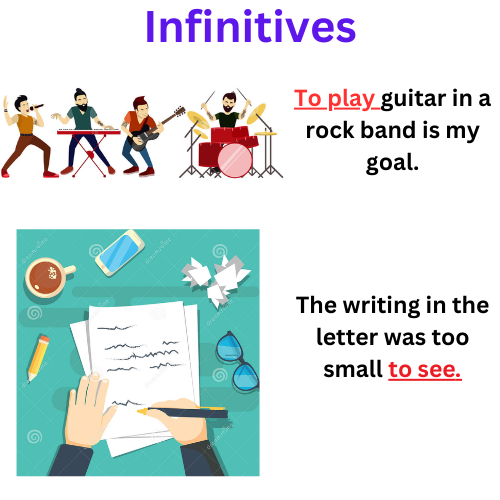 Infinitives
To play guitar in a
rock band is my
goal.
The writing in the
letter was too
small to see.